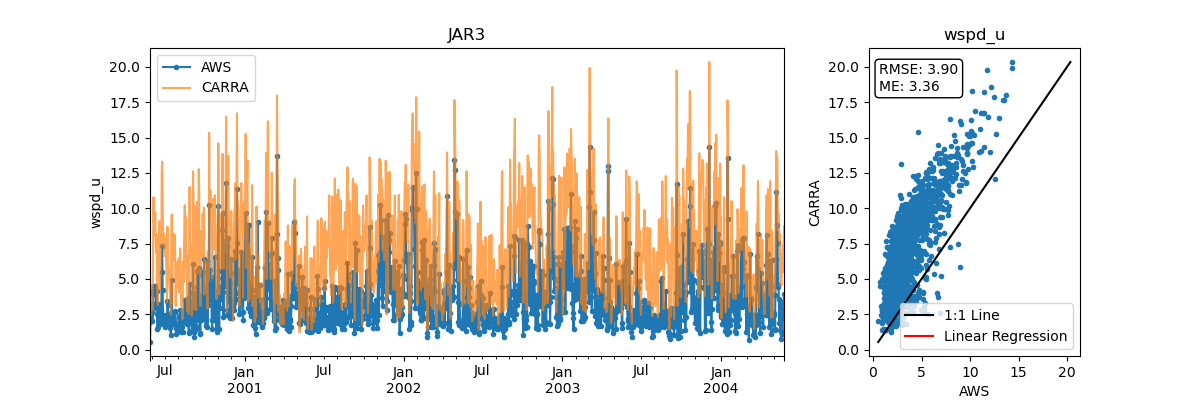 JAR3
wspd_u
AWS
CARRA
20.0
17.5
15.0
12.5
10.0
7.5
5.0
2.5
0.0
wspd_u
Jul
Jan
2001
Jul
Jan
2002
Jul
Jan
2003
Jul
Jan
2004
RMSE: 3.90
ME: 3.36
20.0
17.5
15.0
12.5
10.0
7.5
5.0
2.5
0.0
CARRA
1:1 Line
Linear Regression
0 5 10 15 20
AWS